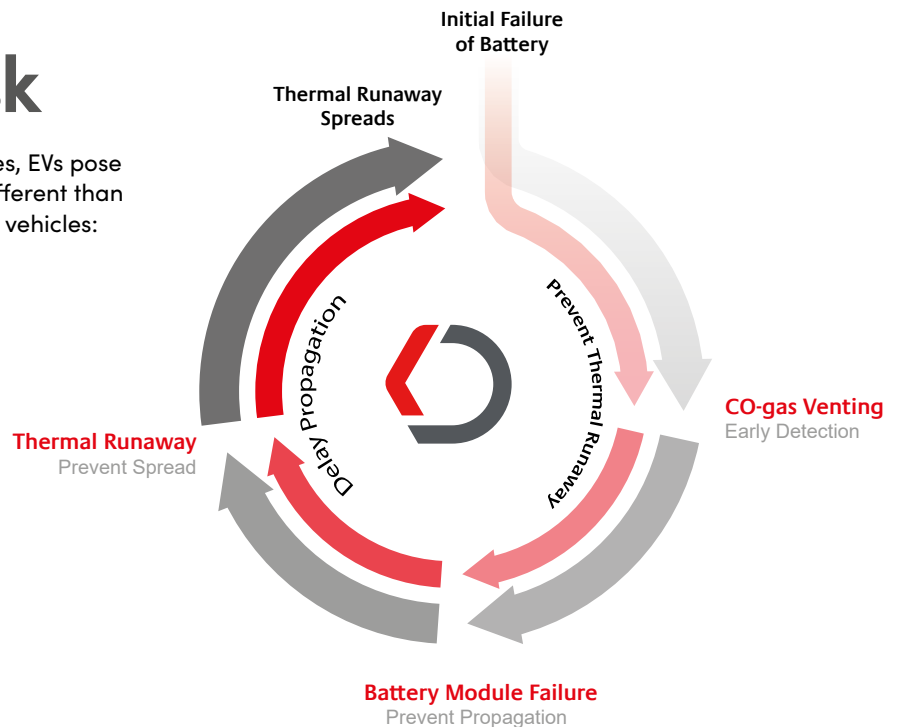 Initial Failure
of Battery
Thermal Runaway
Spreads
es, EVs pose
fferent than
vehicles:
Prevent Thermal Runaway
Delay Propagation
CO-gas Venting
Early Detection
Thermal Runaway
Prevent Spread
Battery Module Failure
Prevent Propagation